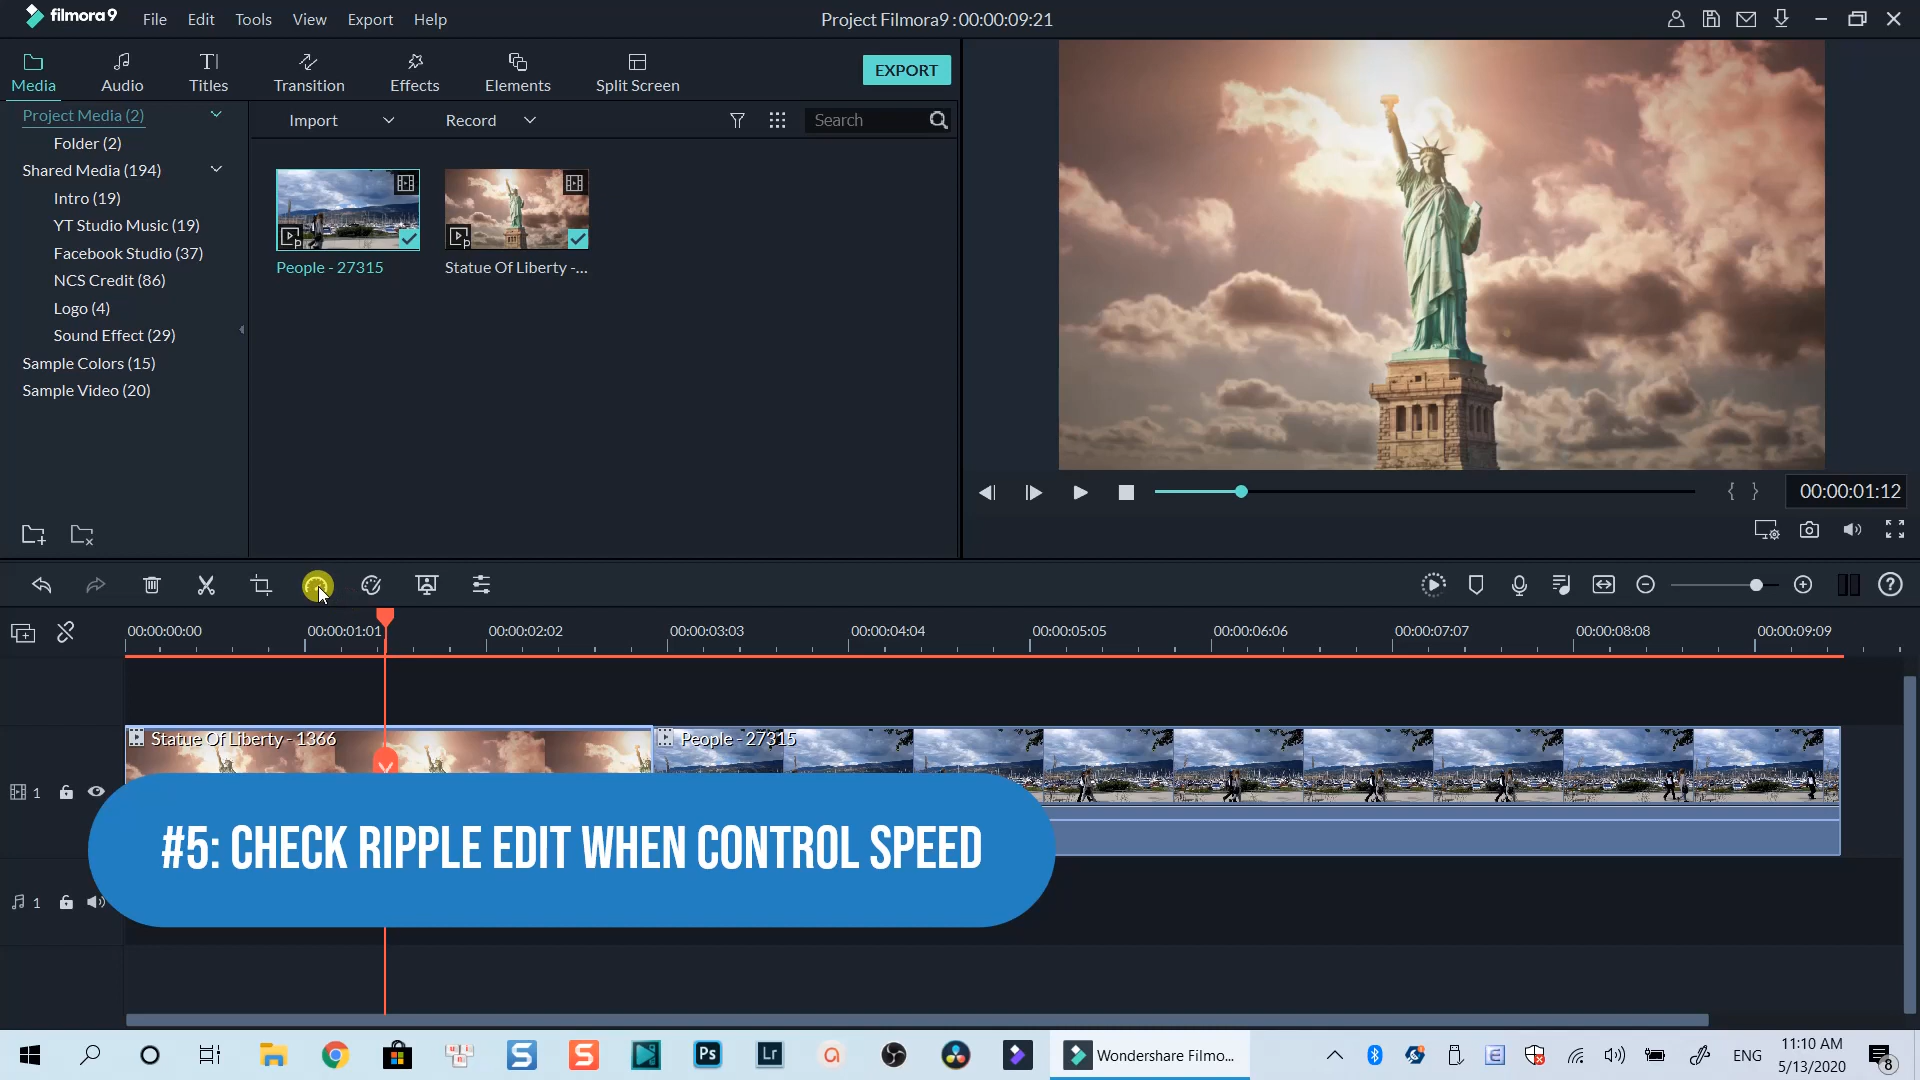 filmora9 File Edit Tools View Export Help Project Filmora9 : 00:00:09:21
Media Audio Titles Transition Effects Elements Split Screen EXPORT
Project Media (2)
Folder (2)
Shared Media (194)
Intro (19)
YT Studio Music (19)
Facebook Studio (37)
NCS Credit (86)
Logo (4)
Sound Effect (29)
Sample Colors (15)
Sample Video (20)
Import Record Search
People - 27315 Statue Of Liberty -...
00:00:01:12
00:00:00:00 00:00:01:01 00:00:02:02 00:00:03:03 00:00:04:04 00:00:05:05 00:00:06:06 00:00:07:07 00:00:08:08 00:00:09:09
Statue Of Liberty - 1366 People - 27315
1
#5: CHECK RIPPLE EDIT WHEN CONTROL SPEED
1
S S Ps Lr Wondershare Filmo... ENG 11:10 AM
5/13/2020 8